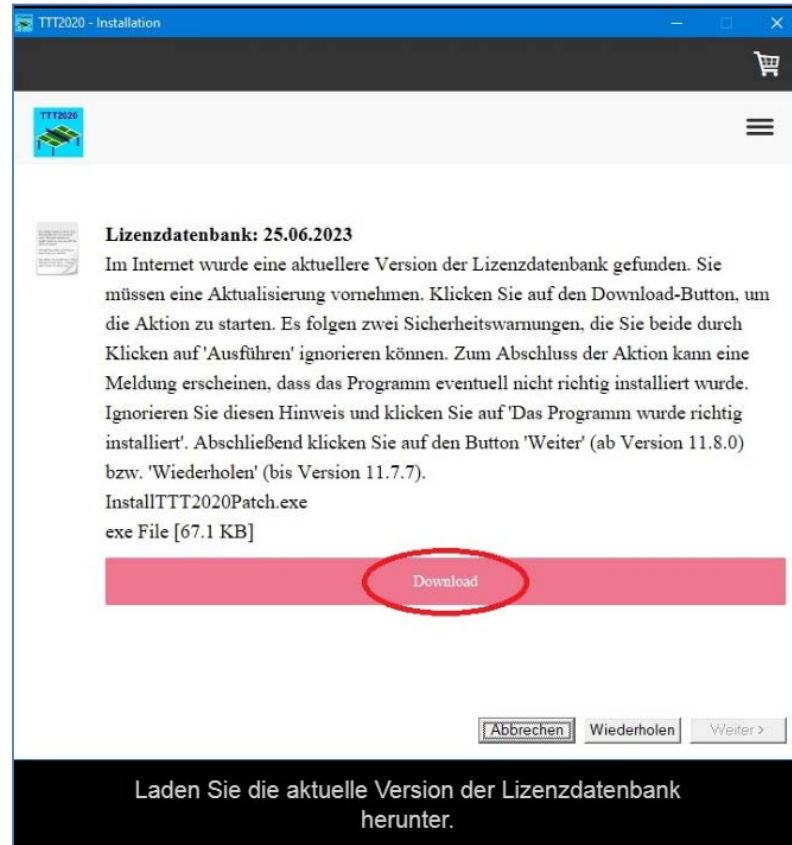 TTT2020 - Installation
TTT2020
Lizenzdatenbank: 25.06.2023
Im Internet wurde eine aktuellere Version der Lizenzdatenbank gefunden. Sie
müssen eine Aktualisierung vornehmen. Klicken Sie auf den Download-Button, um
die Aktion zu starten. Es folgen zwei Sicherheitswarnungen, die Sie beide durch
Klicken auf 'Ausführen' ignorieren können. Zum Abschluss der Aktion kann eine
Meldung erscheinen, dass das Programm eventuell nicht richtig installiert wurde.
Ignorieren Sie diesen Hinweis und klicken Sie auf 'Das Programm wurde richtig
installiert'. Abschließend klicken Sie auf den Button 'Weiter' (ab Version 11.8.0)
bzw. 'Wiederholen' (bis Version 11.7.7).
InstallTTT2020Patch.exe
exe File [67.1 KB]
Download
Abbrechen Wiederholen Weiter >
Laden Sie die aktuelle Version der Lizenzdatenbank
herunter.